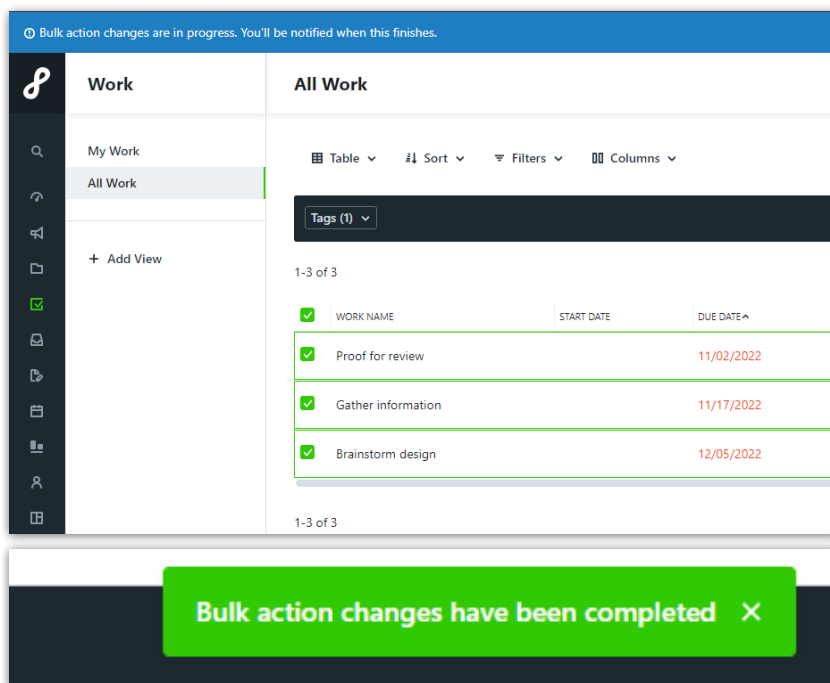 Bulk action changes are in progress. You'll be notified when this finishes.
Work
All Work
My Work
All Work
+ Add View
Table
Sort
Filters
Columns
Tags (1)
1-3 of 3
WORK NAME START DATE DUE DATE
Proof for review 11/02/2022
Gather information 11/17/2022
Brainstorm design 12/05/2022
1-3 of 3
Bulk action changes have been completed